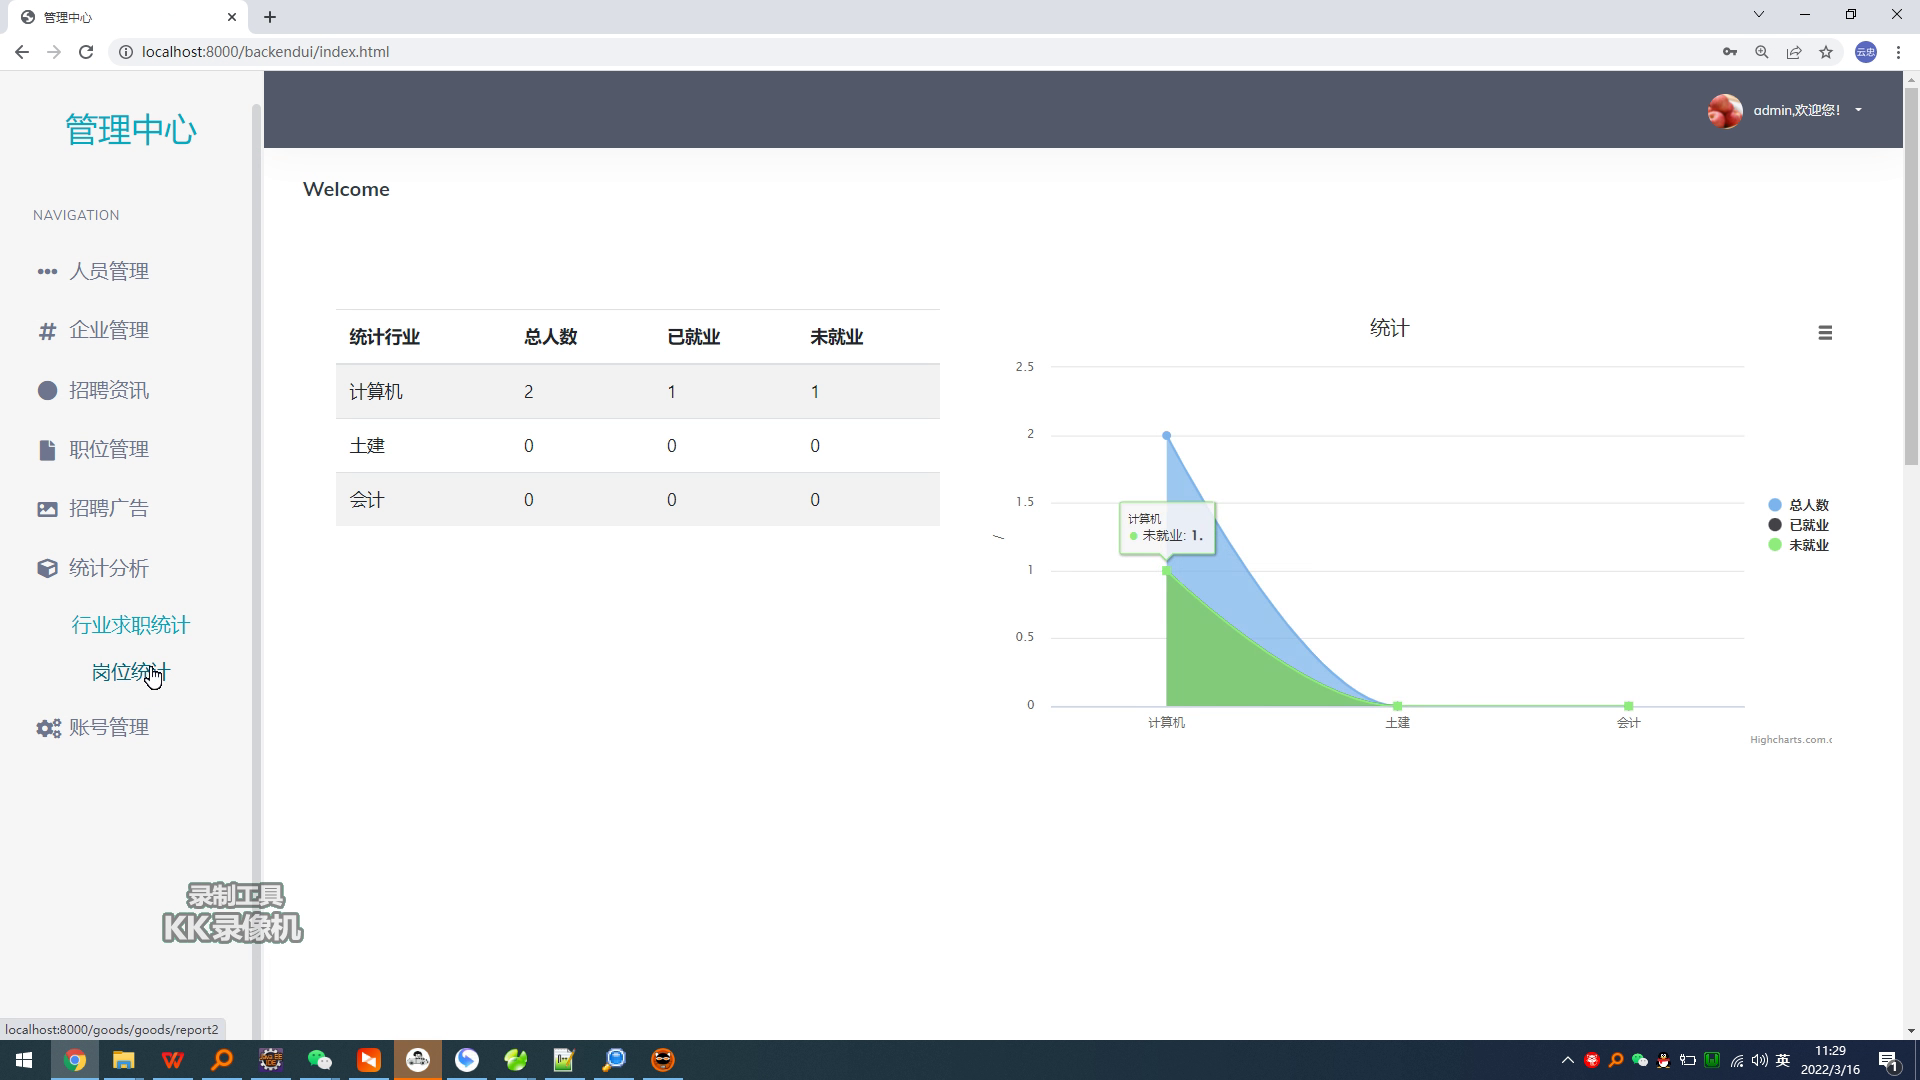 管理中心
localhost:8000/backendui/index.html
云忠
管理中心
admin,欢迎您!
Welcome
NAVIGATION
人员管理
企业管理
招聘资讯
职位管理
招聘广告
统计分析
行业求职统计
岗位统计
账号管理
统计行业 总人数 已就业 未就业
计算机 2 1 1
土建 0 0 0
会计 0 0 0
统计
2.5
2
1.5
1
0.5
0
计算机
未就业: 1.
总人数
已就业
未就业
计算机 土建 会计
Highcharts.com.c
录制工具
KK录像机
localhost:8000/goods/goods/report2
英
11:29
2022/3/16
1